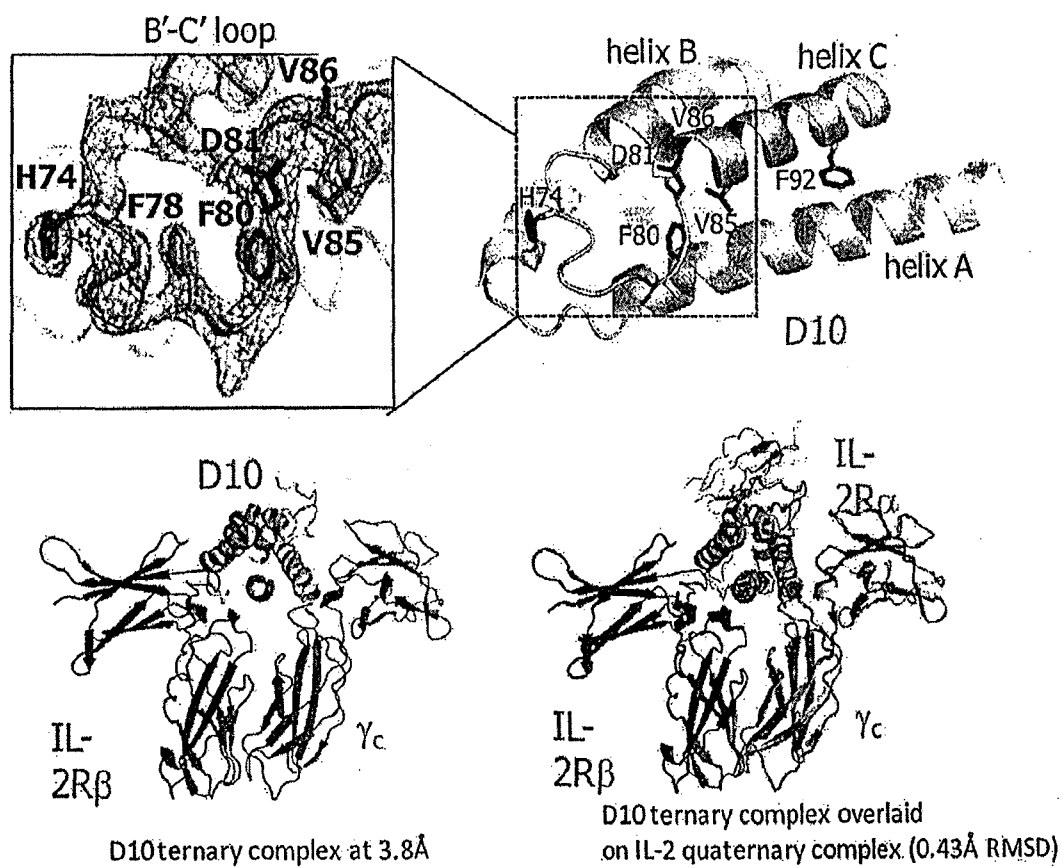 B'-C' loop
V86
D81
H74
F78
F80
V85
helix B
helix C
V86
D81
H74
F92
F80
V85
helix A
D10
D10
IL-
2Rβ
γc
D10 ternary complex at 3.8Å
IL-
2Rα
IL-
2Rβ
γc
D10 ternary complex overlaid
on IL-2 quaternary complex (0.43Å RMSD)